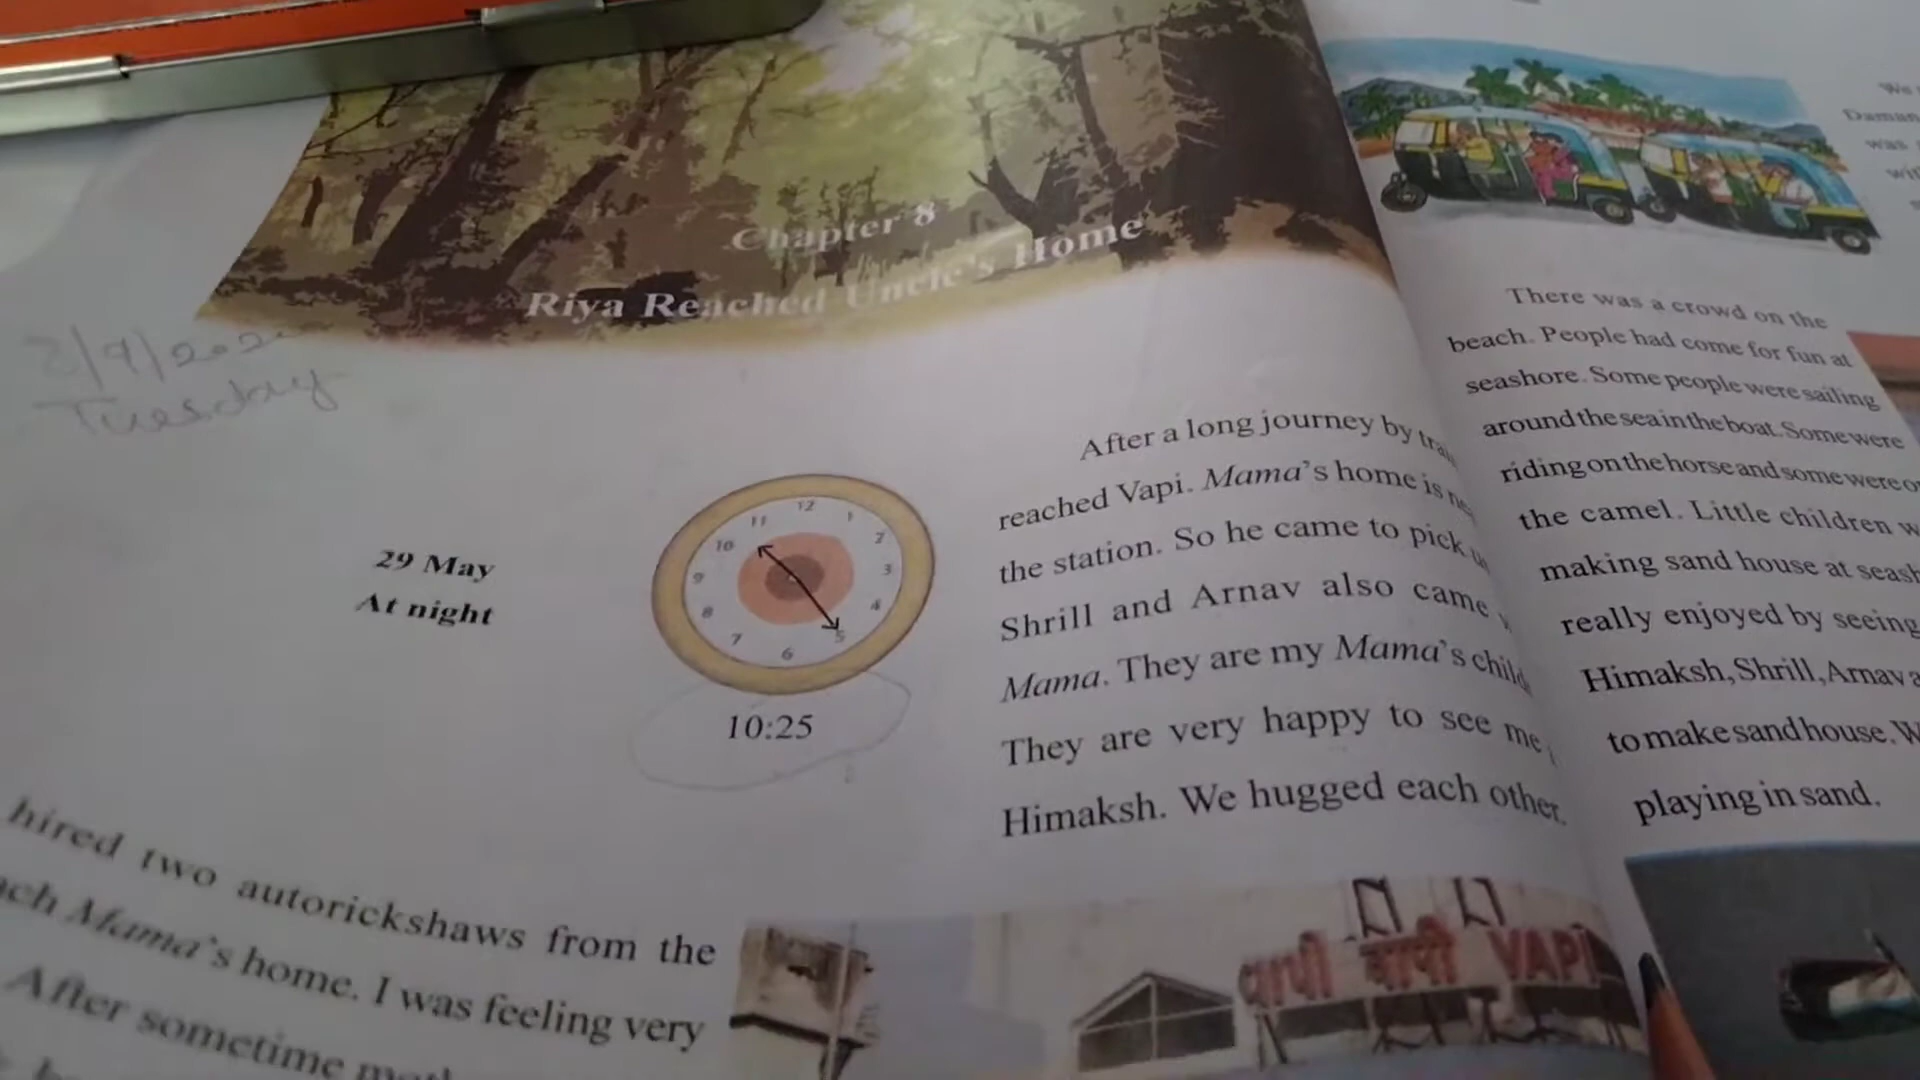 Chapter 8
Riya Reached Uncle's Home
Tuesday
29 May
At night
12
1
2
3
4
5
6
7
8
9
10
11
10:25
After a long journey by
reached Vapi. Mama's home is
the station. So he came to pick
Shrill and Arnav also came
Mama. They are my Mama's
They are very happy to see me
Himaksh. We hugged each other.
hired two autorickshaws from the
Mama's home. I was feeling very
After sometime
वापी वापी VAPI
We
Daman
was
There was a crowd on the
beach. People had come for fun at
seashore. Some people were sailing
around the sea in the boat. Some were
riding on the horse and some were
the camel. Little children
making sand house at
really enjoyed by seeing
Himaksh, Shrill, Arnav
to make sand house.
playing in sand.